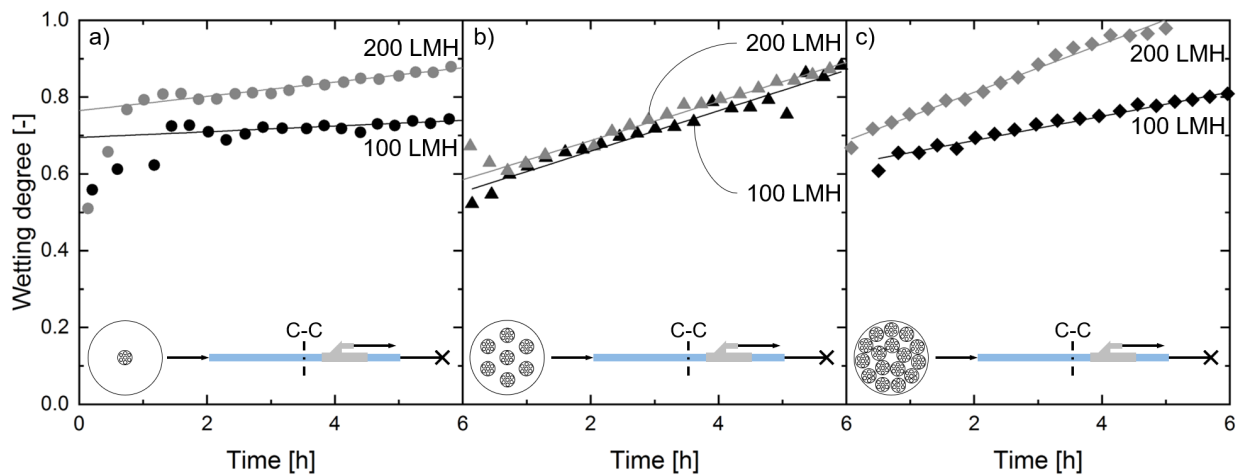 a)
200 LMH
100 LMH
C-C
b)
200 LMH
100 LMH
C-C
c)
200 LMH
100 LMH
C-C
Wetting degree [-]
1.0
0.8
0.6
0.4
0.2
0.0
0 2 4 6 2 4 6 2 4 6
Time [h] Time [h] Time [h]